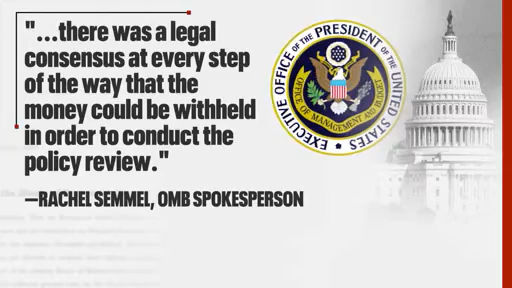 "...there was a legal
consensus at every step
of the way that the
money could be withheld
in order to conduct the
policy review."
—RACHEL SEMMEL, OMB SPOKESPERSON
EXECUTIVE OFFICE OF THE PRESIDENT OF THE UNITED STATES
OFFICE OF MANAGEMENT AND BUDGET